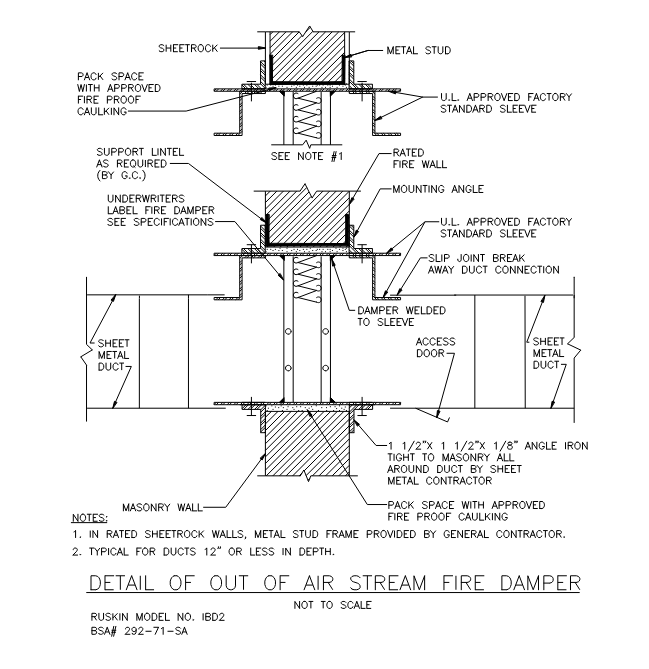 SHEETROCK
METAL STUD
PACK SPACE
WITH APPROVED
FIRE PROOF
CAULKING
U.L. APPROVED FACTORY
STANDARD SLEEVE
SEE NOTE #1
SUPPORT LINTEL
AS REQUIRED
(BY G.C.)
RATED
FIRE WALL
UNDERWRITERS
LABEL FIRE DAMPER
SEE SPECIFICATIONS
MOUNTING ANGLE
U.L. APPROVED FACTORY
STANDARD SLEEVE
SLIP JOINT BREAK
AWAY DUCT CONNECTION
DAMPER WELDED
TO SLEEVE
SHEET
METAL
DUCT
ACCESS
DOOR
SHEET
METAL
DUCT
1 1/2"X 1 1/2"X 1/8" ANGLE IRON
TIGHT TO MASONRY ALL
AROUND DUCT BY SHEET
METAL CONTRACTOR
MASONRY WALL
PACK SPACE WITH APPROVED
FIRE PROOF CAULKING
NOTES:
1. IN RATED SHEETROCK WALLS, METAL STUD FRAME PROVIDED BY GENERAL CONTRACTOR.
2. TYPICAL FOR DUCTS 12" OR LESS IN DEPTH.
DETAIL OF OUT OF AIR STREAM FIRE DAMPER
NOT TO SCALE
RUSKIN MODEL NO. IBD2
BSA# 292-71-SA